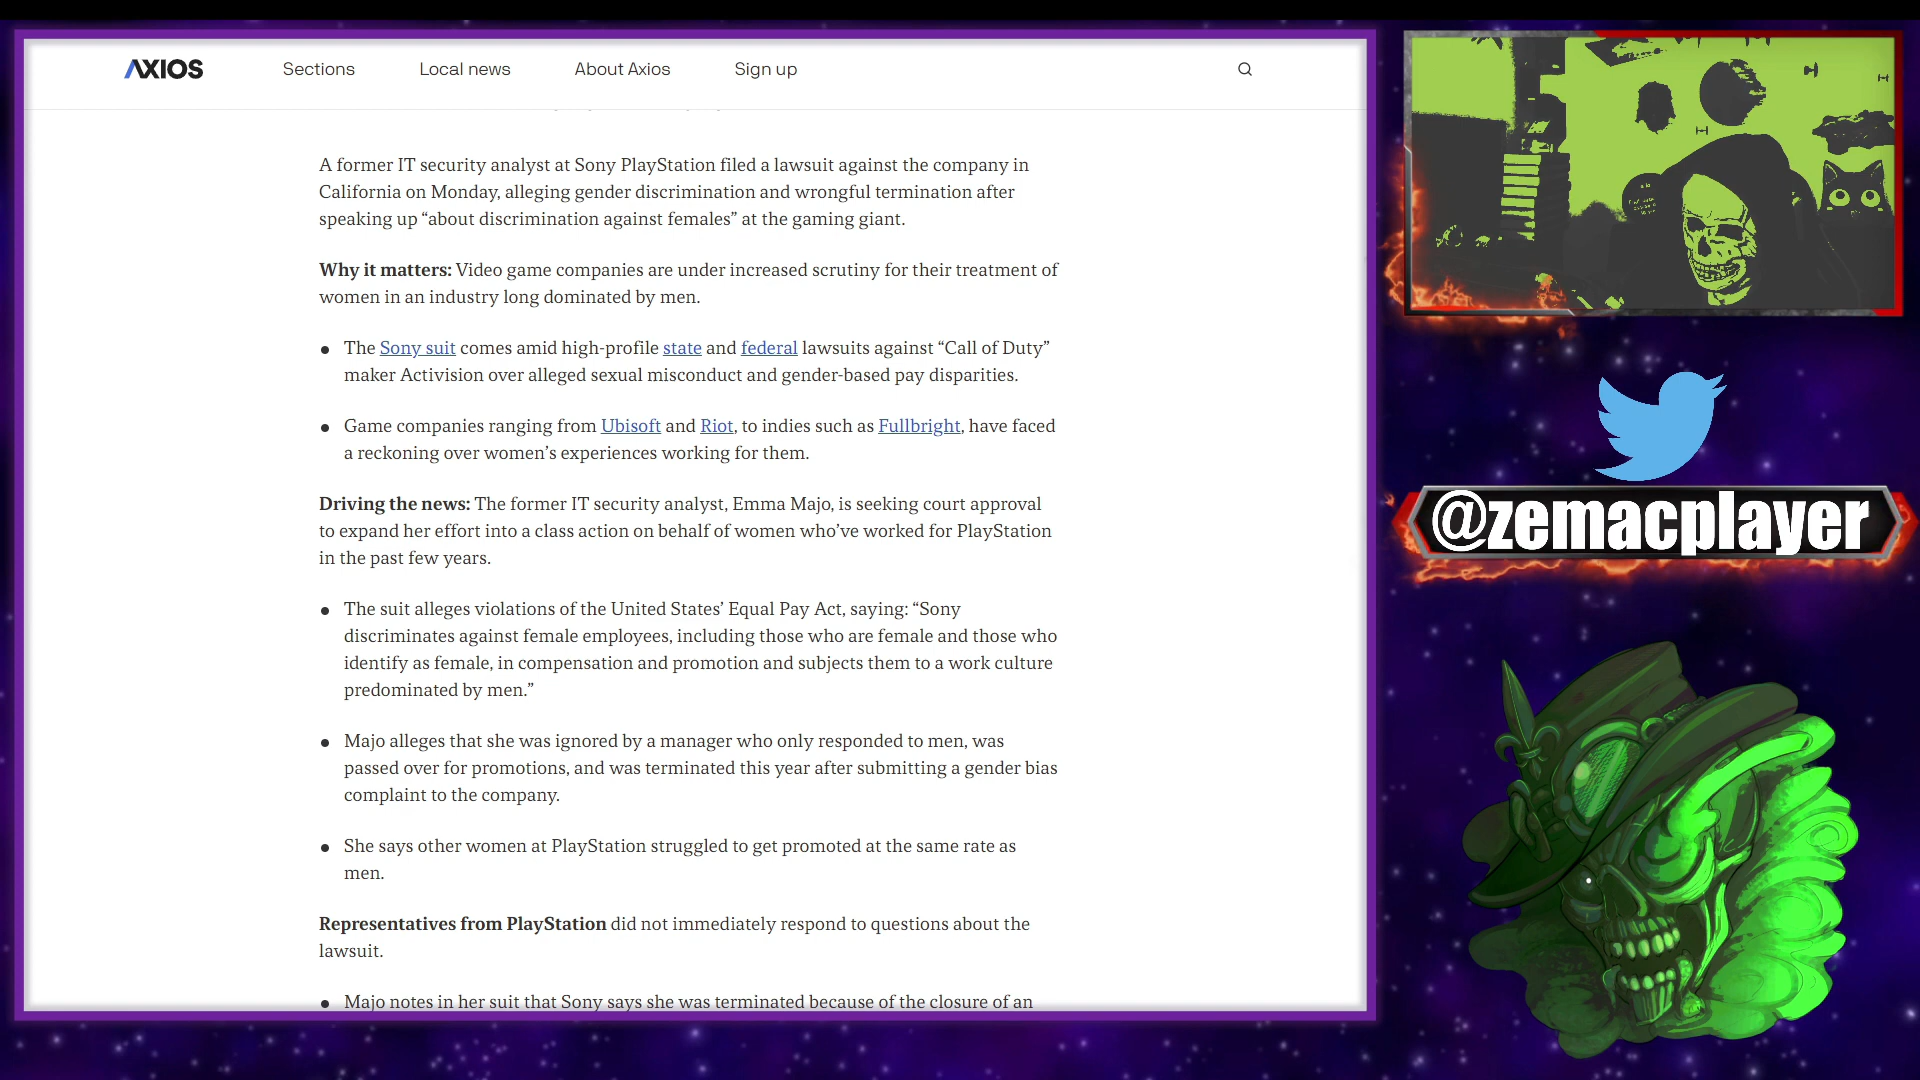 AXIOS
Sections
Local news
About Axios
Sign up
A former IT security analyst at Sony PlayStation filed a lawsuit against the company in
California on Monday, alleging gender discrimination and wrongful termination after
speaking up “about discrimination against females” at the gaming giant.
Why it matters: Video game companies are under increased scrutiny for their treatment of
women in an industry long dominated by men.
The Sony suit comes amid high-profile state and federal lawsuits against “Call of Duty”
maker Activision over alleged sexual misconduct and gender-based pay disparities.
Game companies ranging from Ubisoft and Riot, to indies such as Fullbright, have faced
a reckoning over women’s experiences working for them.
Driving the news: The former IT security analyst, Emma Majo, is seeking court approval
to expand her effort into a class action on behalf of women who’ve worked for PlayStation
in the past few years.
The suit alleges violations of the United States’ Equal Pay Act, saying: “Sony
discriminates against female employees, including those who are female and those who
identify as female, in compensation and promotion and subjects them to a work culture
predominated by men.”
Majo alleges that she was ignored by a manager who only responded to men, was
passed over for promotions, and was terminated this year after submitting a gender bias
complaint to the company.
She says other women at PlayStation struggled to get promoted at the same rate as
men.
Representatives from PlayStation did not immediately respond to questions about the
lawsuit.
Majo notes in her suit that Sony says she was terminated because of the closure of an
@zemacplayer